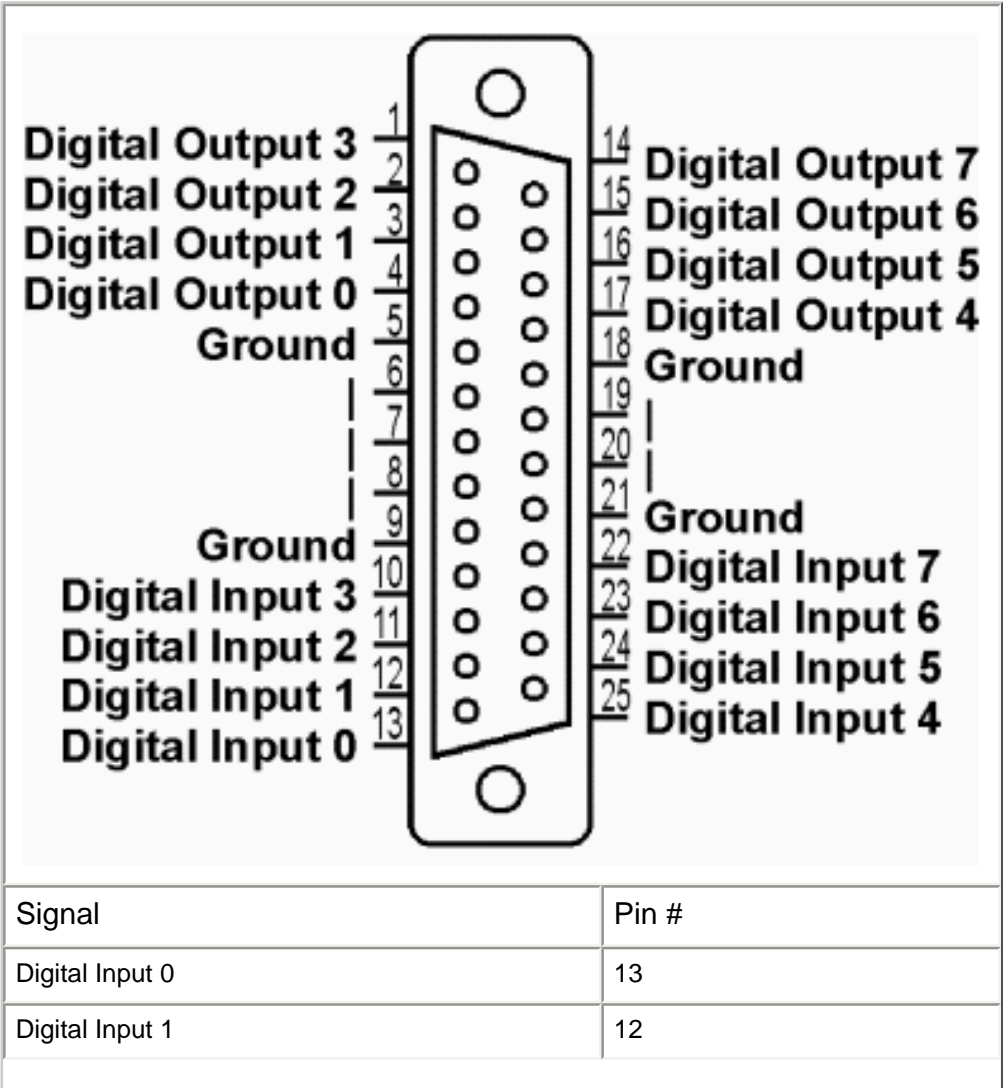 1
Digital Output 3
2
Digital Output 2
3
Digital Output 1
4
Digital Output 0
5
Ground
6
7
8
9
Ground
10
Digital Input 3
11
Digital Input 2
12
Digital Input 1
13
Digital Input 0
14
Digital Output 7
15
Digital Output 6
16
Digital Output 5
17
Digital Output 4
18
Ground
19
20
21
Ground
22
Digital Input 7
23
Digital Input 6
24
Digital Input 5
25
Digital Input 4
Signal Pin #
Digital Input 0 13
Digital Input 1 12